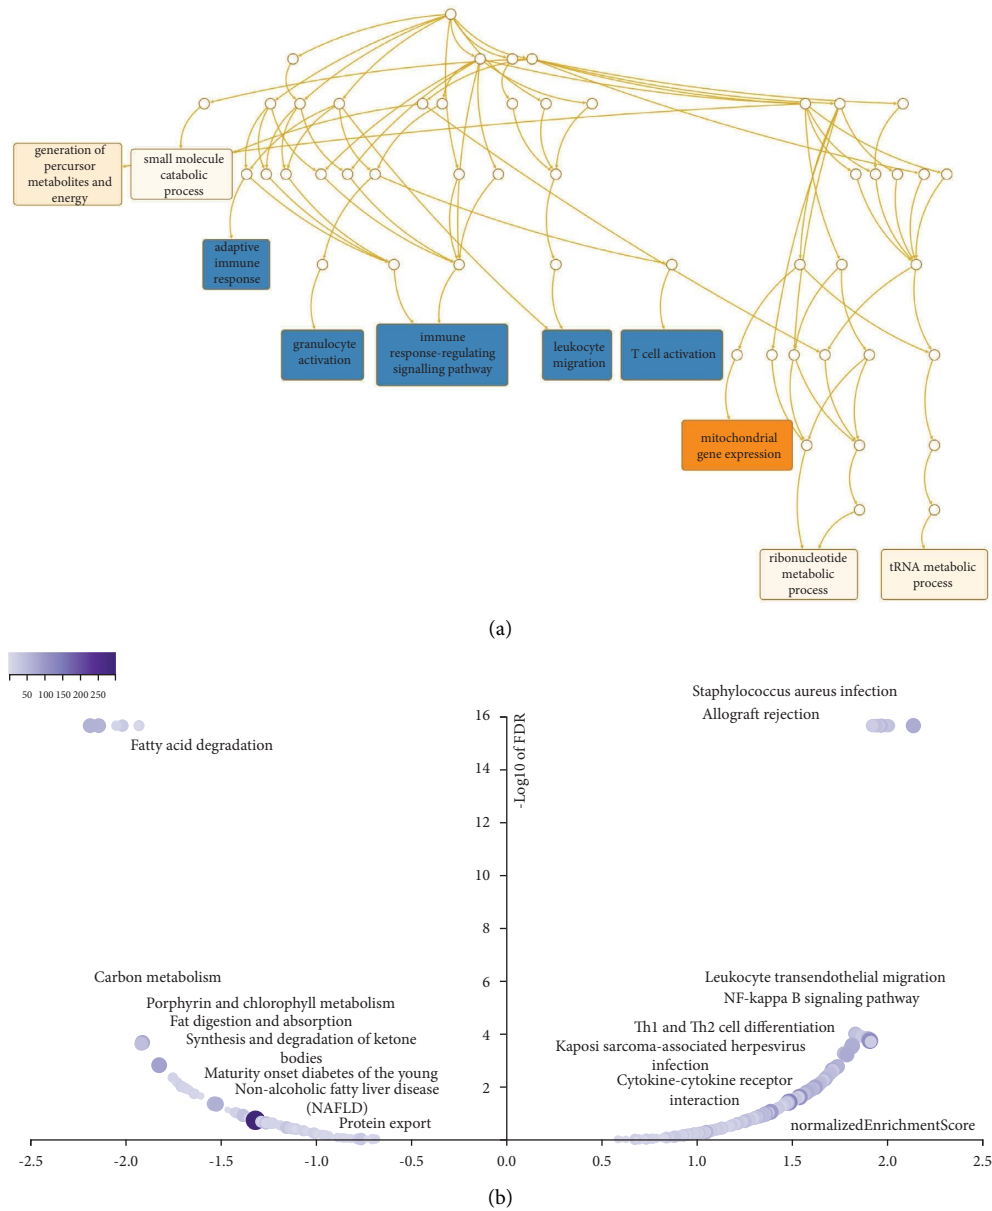 generation of
percursor
metabolites and
energy
small molecule
catabolic
process
adaptive
immune
response
granulocyte
activation
immune
response-regulating
signalling pathway
leukocyte
migration
T cell activation
mitochondrial
gene expression
ribonucleotide
metabolic
process
tRNA metabolic
process
(a)
50 100 150 200 250
Staphylococcus aureus infection
Allograft rejection
Fatty acid degradation
-Log10 of FDR
16
14
12
10
8
6
4
2
Carbon metabolism
Porphyrin and chlorophyll metabolism
Fat digestion and absorption
Synthesis and degradation of ketone
bodies
Maturity onset diabetes of the young
Non-alcoholic fatty liver disease
(NAFLD)
Protein export
Leukocyte transendothelial migration
NF-kappa B signaling pathway
Th1 and Th2 cell differentiation
Kaposi sarcoma-associated herpesvirus
infection
Cytokine-cytokine receptor
interaction
normalizedEnrichmentScore
-2.5 -2.0 -1.5 -1.0 -0.5 0.0 0.5 1.0 1.5 2.0 2.5
(b)